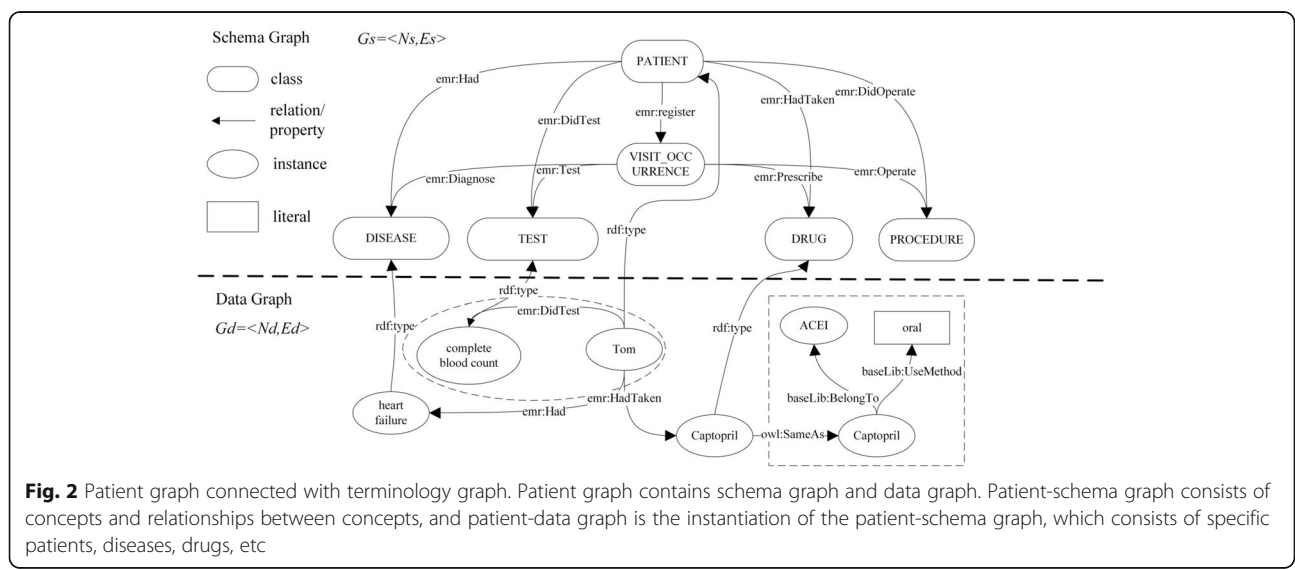 Schema Graph
Gs=<Ns,Es>
class
relation/
property
instance
literal
PATIENT
emr:Had
emr:DidTest
emr:register
emr:HadTaken
emr:DidOperate
VISIT_OCC
URRENCE
emr:Diagnose
emr:Test
emr:Prescribe
emr:Operate
rdf:type
DISEASE
TEST
DRUG
PROCEDURE
Data Graph
Gd=<Nd,Ed>
rdf:type
rdf:type
emr:DidTest
complete
blood count
Tom
rdf:type
ACEI
oral
baseLib:UseMethod
baseLib:BelongTo
heart
failure
emr:Had
emr:HadTaken
Captopril
owl:SameAs
Captopril
Fig. 2 Patient graph connected with terminology graph. Patient graph contains schema graph and data graph. Patient-schema graph consists of
concepts and relationships between concepts, and patient-data graph is the instantiation of the patient-schema graph, which consists of specific
patients, diseases, drugs, etc